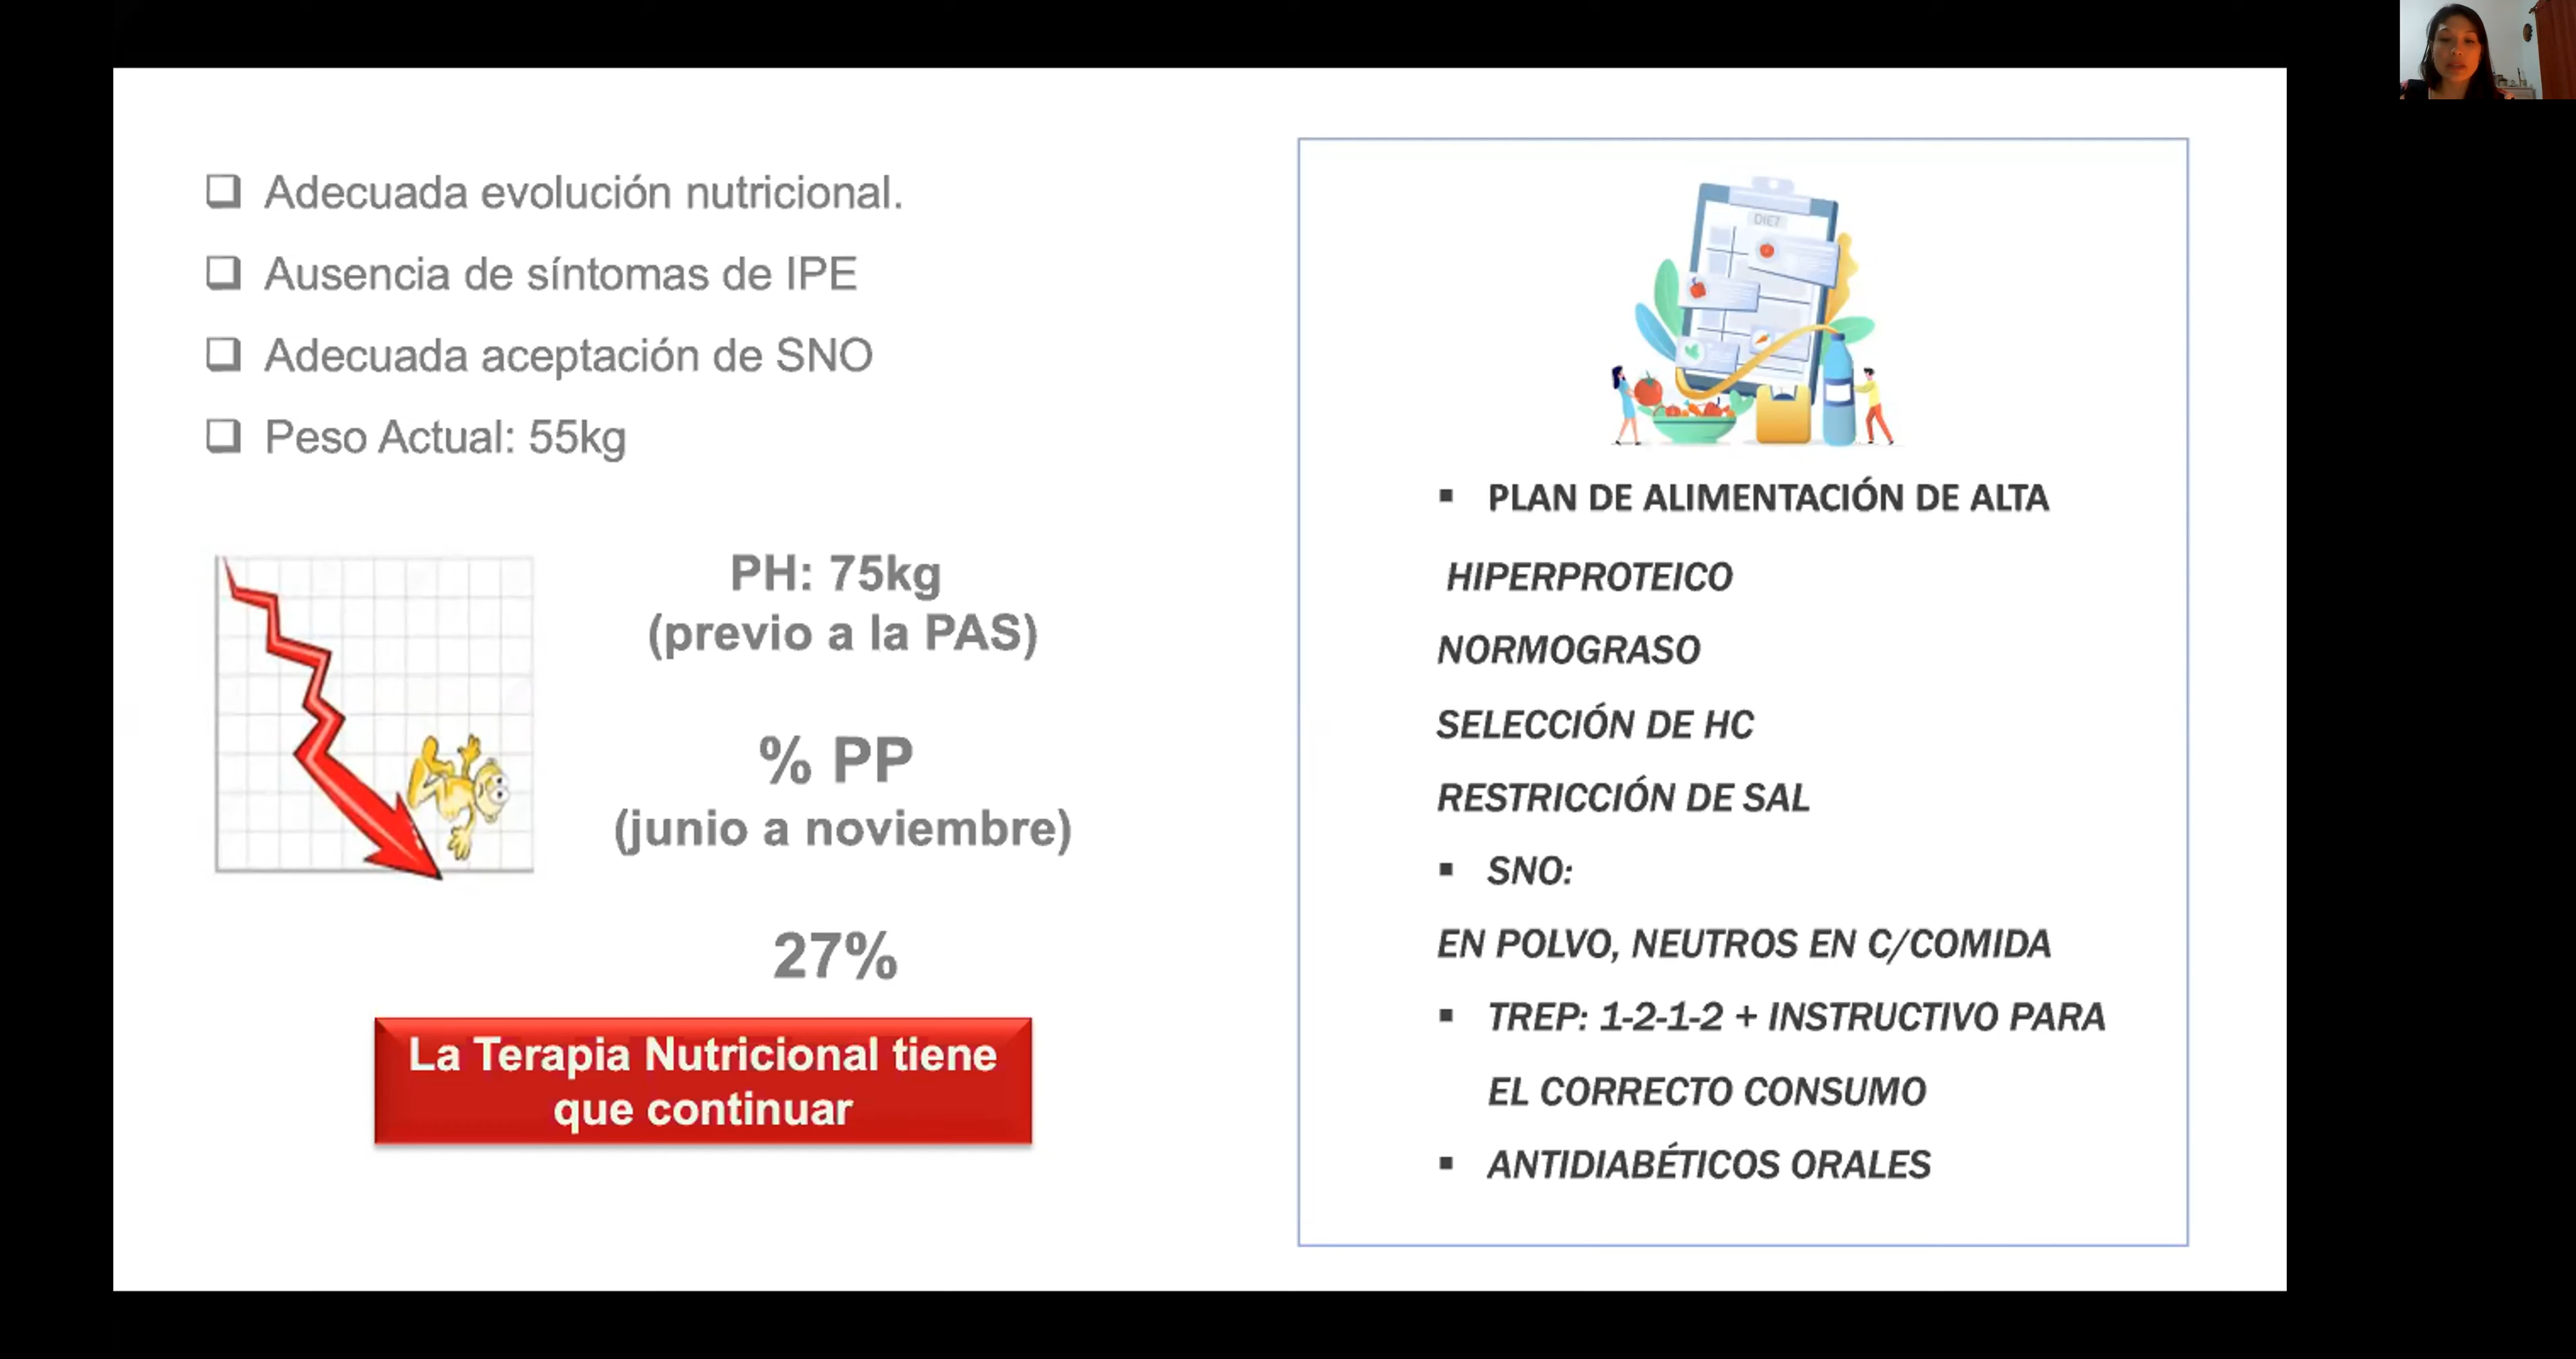 Adecuada evolución nutricional.
Ausencia de síntomas de IPE
Adecuada aceptación de SNO
Peso Actual: 55kg
PH: 75kg
(previo a la PAS)
% PP
(junio a noviembre)
27%
La Terapia Nutricional tiene
que continuar
DIET
PLAN DE ALIMENTACIÓN DE ALTA
HIPERPROTEICO
NORMOGRASO
SELECCIÓN DE HC
RESTRICCIÓN DE SAL
SNO:
EN POLVO, NEUTROS EN C/COMIDA
TREP: 1-2-1-2 + INSTRUCTIVO PARA
EL CORRECTO CONSUMO
ANTIDIABÉTICOS ORALES